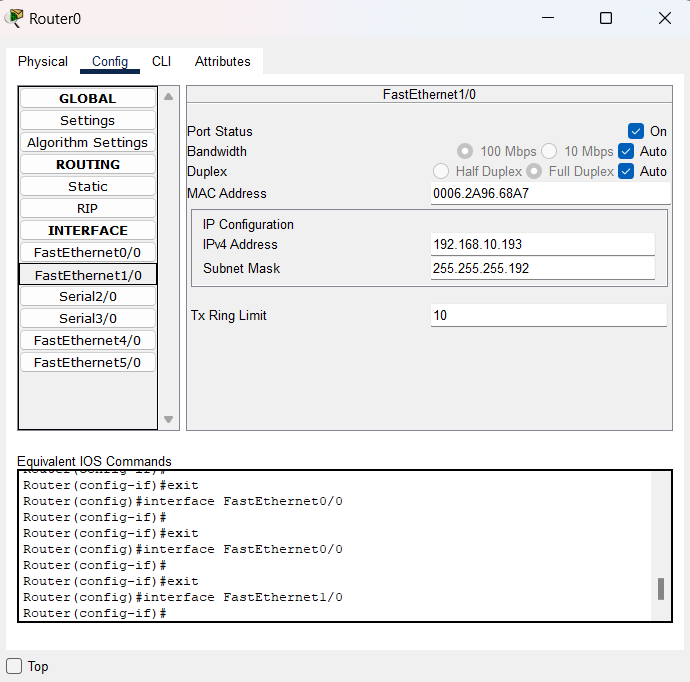 Router0
Physical Config CLI Attributes
GLOBAL
Settings
Algorithm Settings
ROUTING
Static
RIP
INTERFACE
FastEthernet0/0
FastEthernet1/0
Serial2/0
Serial3/0
FastEthernet4/0
FastEthernet5/0
FastEthernet1/0
Port Status On
Bandwidth 100 Mbps 10 Mbps Auto
Duplex Half Duplex Full Duplex Auto
MAC Address 0006.2A96.68A7
IP Configuration
IPv4 Address 192.168.10.193
Subnet Mask 255.255.255.192
Tx Ring Limit 10
Equivalent IOS Commands
Router(config-if)#
Router(config-if)#exit
Router(config)#interface FastEthernet0/0
Router(config-if)#
Router(config-if)#exit
Router(config)#interface FastEthernet0/0
Router(config-if)#
Router(config-if)#exit
Router(config)#interface FastEthernet1/0
Router(config-if)#
Top